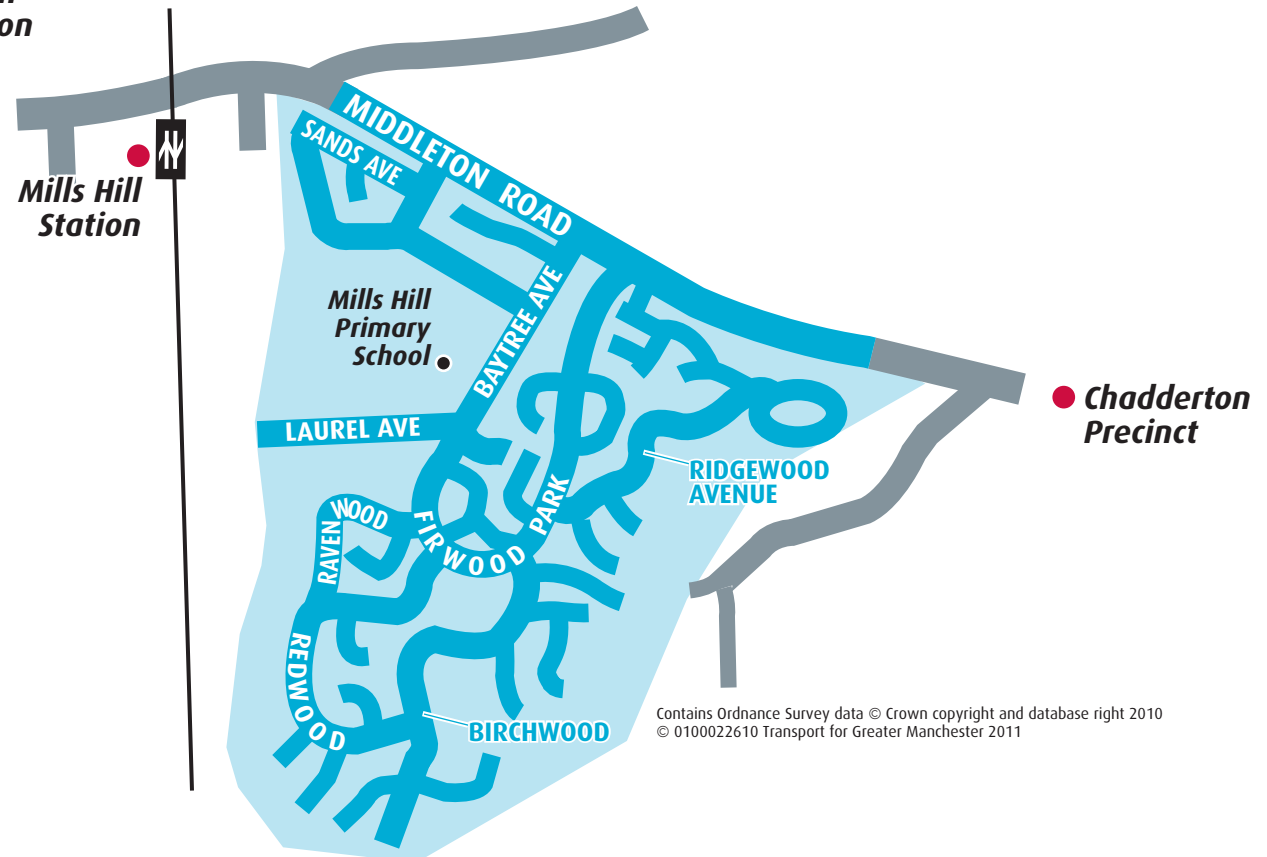 on
MIDDLETON ROAD
SANDS AVE
Mills Hill
Station
Mills Hill
Primary
School
BAYTREE AVE
Chadderton
Precinct
LAUREL AVE
RIDGEWOOD
AVENUE
PARK
RAVEN
WOOD
FIRWOOD
REDWOOD
BIRCHWOOD
Contains Ordnance Survey data © Crown copyright and database right 2010
© 0100022610 Transport for Greater Manchester 2011